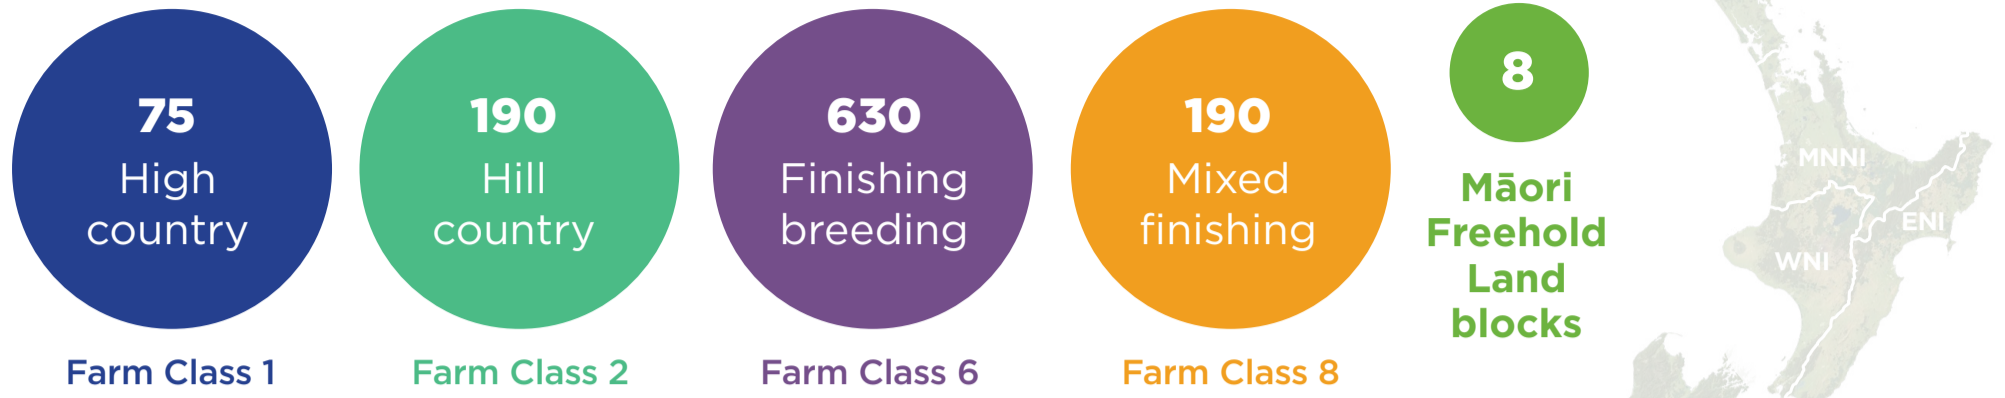 75
High
country
Farm Class 1
190
Hill
country
Farm Class 2
630
Finishing
breeding
Farm Class 6
190
Mixed
finishing
Farm Class 8
8
Māori
Freehold
Land
blocks
MNNI
ENI
WNI